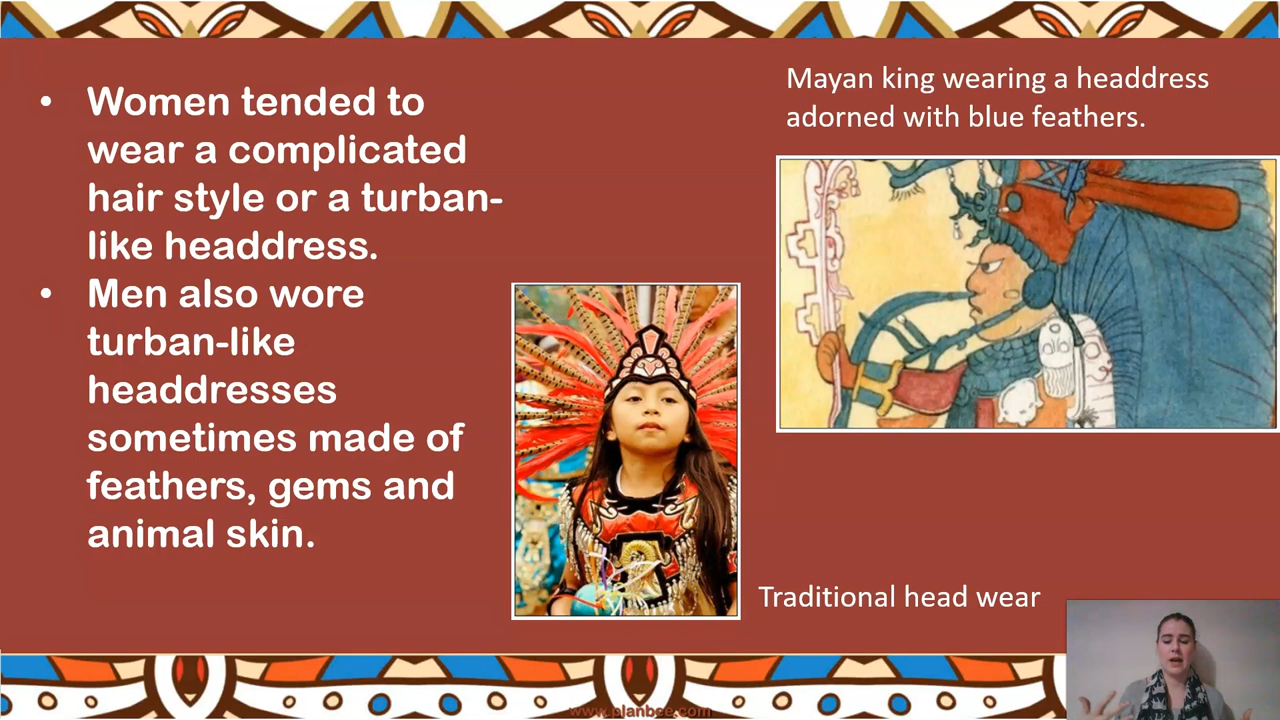 • Women tended to
wear a complicated
hair style or a turban-
like headdress.
• Men also wore
turban-like
headdresses
sometimes made of
feathers, gems and
animal skin.
Mayan king wearing a headdress
adorned with blue feathers.
Traditional head wear
www.planbee.com